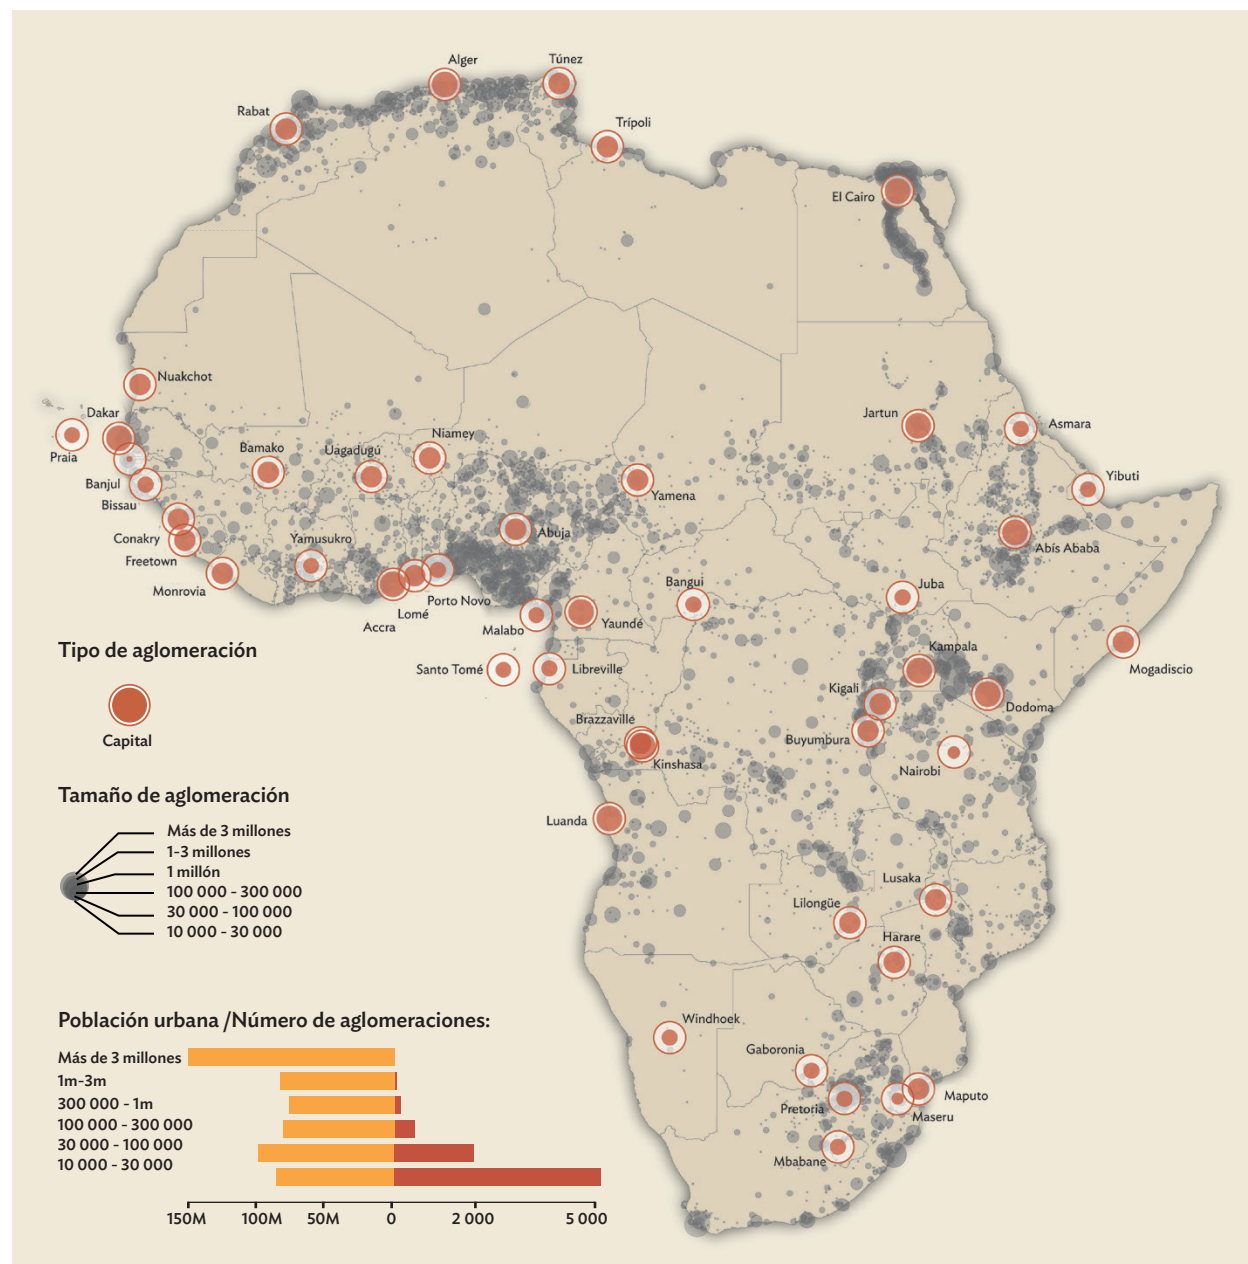 Alger
Túnez
Rabat
Trípoli
El Cairo
Nuakchot
Dakar
Praia
Bamako
Uagadugú
Niamey
Jartun
Asmara
Banjul
Bissau
Yamena
Yibuti
Conakry
Freetown
Yamusukro
Abuja
Abís Ababa
Monrovia
Porto Novo
Lomé
Accra
Malabo
Yaundé
Bangui
Juba
Santo Tomé
Libreville
Kampala
Mogadiscio
Kigali
Dodoma
Brazzaville
Buyumbura
Kinshasa
Nairobi
Luanda
Lusaka
Lilongüe
Harare
Windhoek
Gaboronia
Pretoria
Maputo
Maseru
Mbabane
Tipo de aglomeración
Capital
Tamaño de aglomeración
Más de 3 millones
1-3 millones
1 millón
100 000 - 300 000
30 000 - 100 000
10 000 - 30 000
Población urbana /Número de aglomeraciones:
Más de 3 millones
1m-3m
300 000 - 1m
100 000 - 300 000
30 000 - 100 000
10 000 - 30 000
150M 100M 50M 0 2 000 5 000